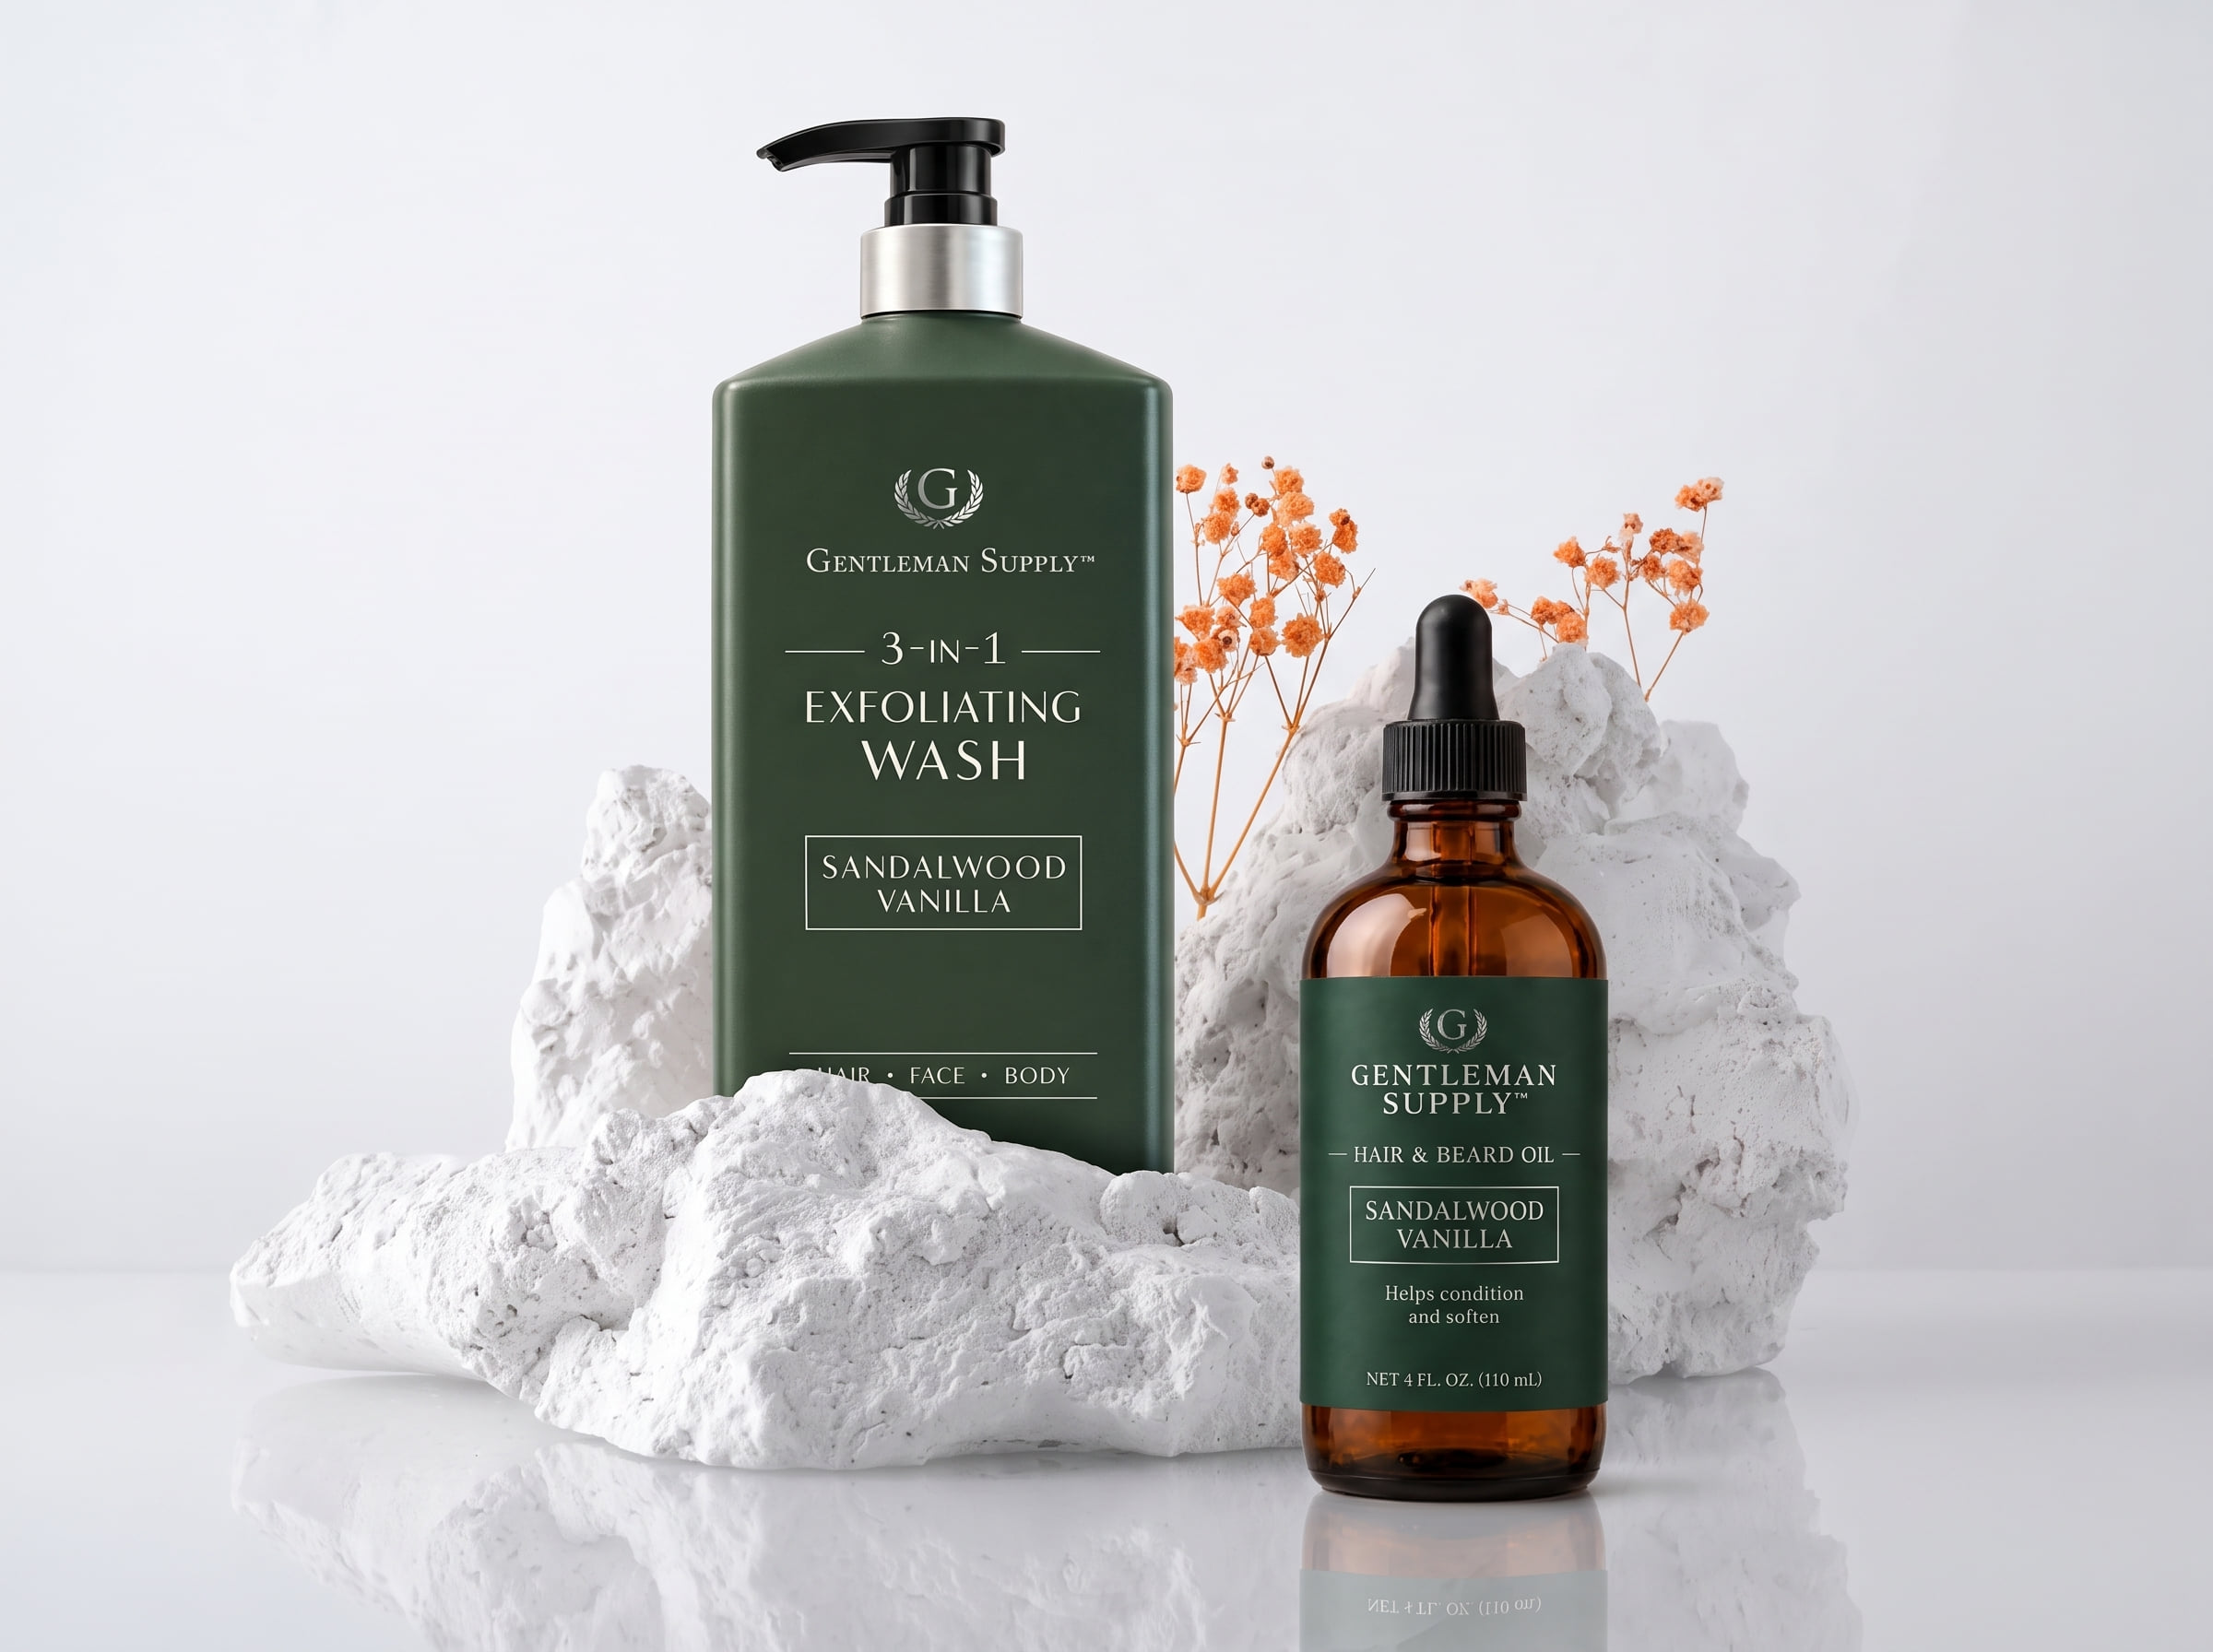 G
GENTLEMAN SUPPLY™
3-IN-1
EXFOLIATING
WASH
SANDALWOOD
VANILLA
HAIR • FACE • BODY
G
GENTLEMAN
SUPPLY™
HAIR & BEARD OIL
SANDALWOOD
VANILLA
Helps condition
and soften
NET 4 FL. OZ. (110 mL)